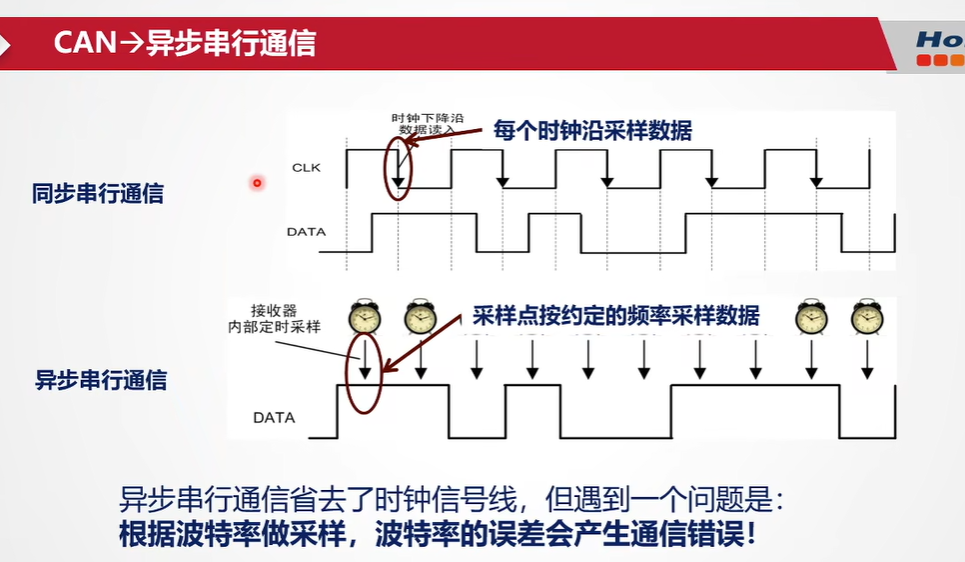 CAN→异步串行通信
Ho
时钟下降沿
数据读入
每个时钟沿采样数据
CLK
同步串行通信
DATA
接收器
内部定时采样
采样点按约定的频率采样数据
异步串行通信
DATA
异步串行通信省去了时钟信号线，但遇到一个问题是：
根据波特率做采样，波特率的误差会产生通信错误！